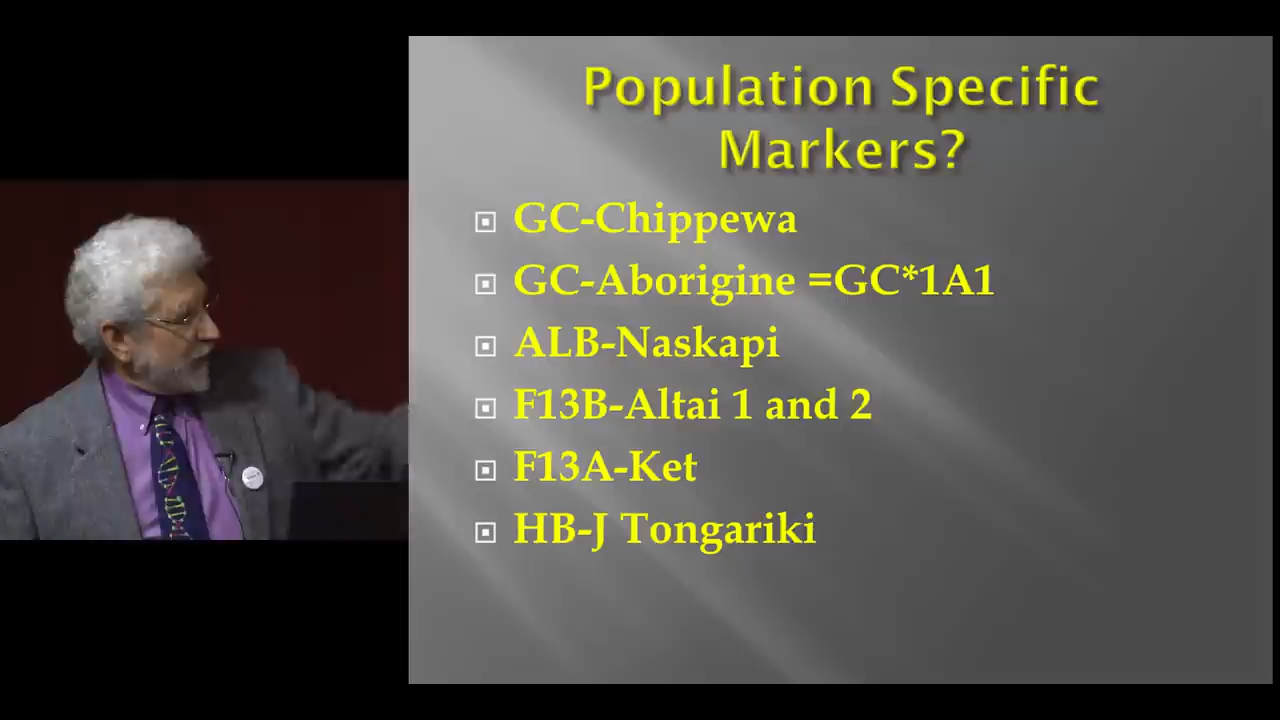 Population Specific
Markers?
GC-Chippewa
GC-Aborigine =GC*1A1
ALB-Naskapi
F13B-Altai 1 and 2
F13A-Ket
HB-J Tongariki